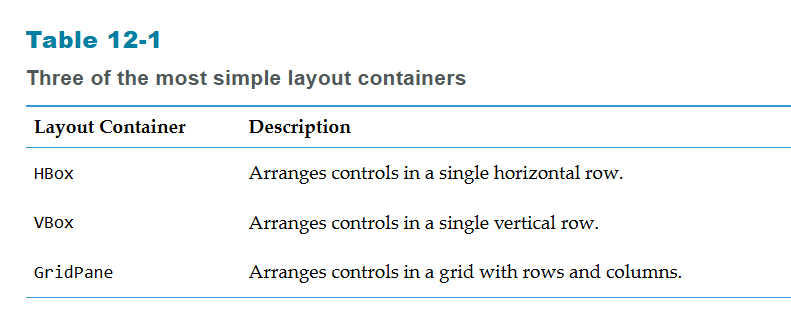 Table 12-1
Three of the most simple layout containers
Layout Container Description
HBox Arranges controls in a single horizontal row.
VBox Arranges controls in a single vertical row.
GridPane Arranges controls in a grid with rows and columns.